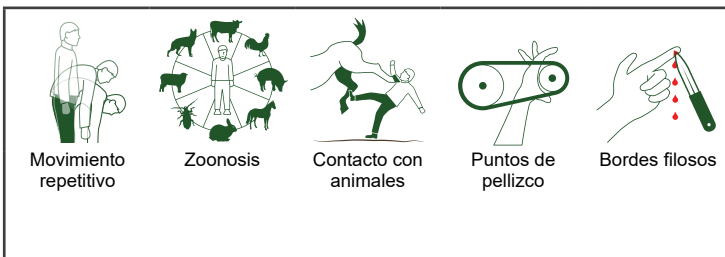 Movimiento
repetitivo
Zoonosis
Contacto con
animales
Puntos de
pellizco
Bordes filosos